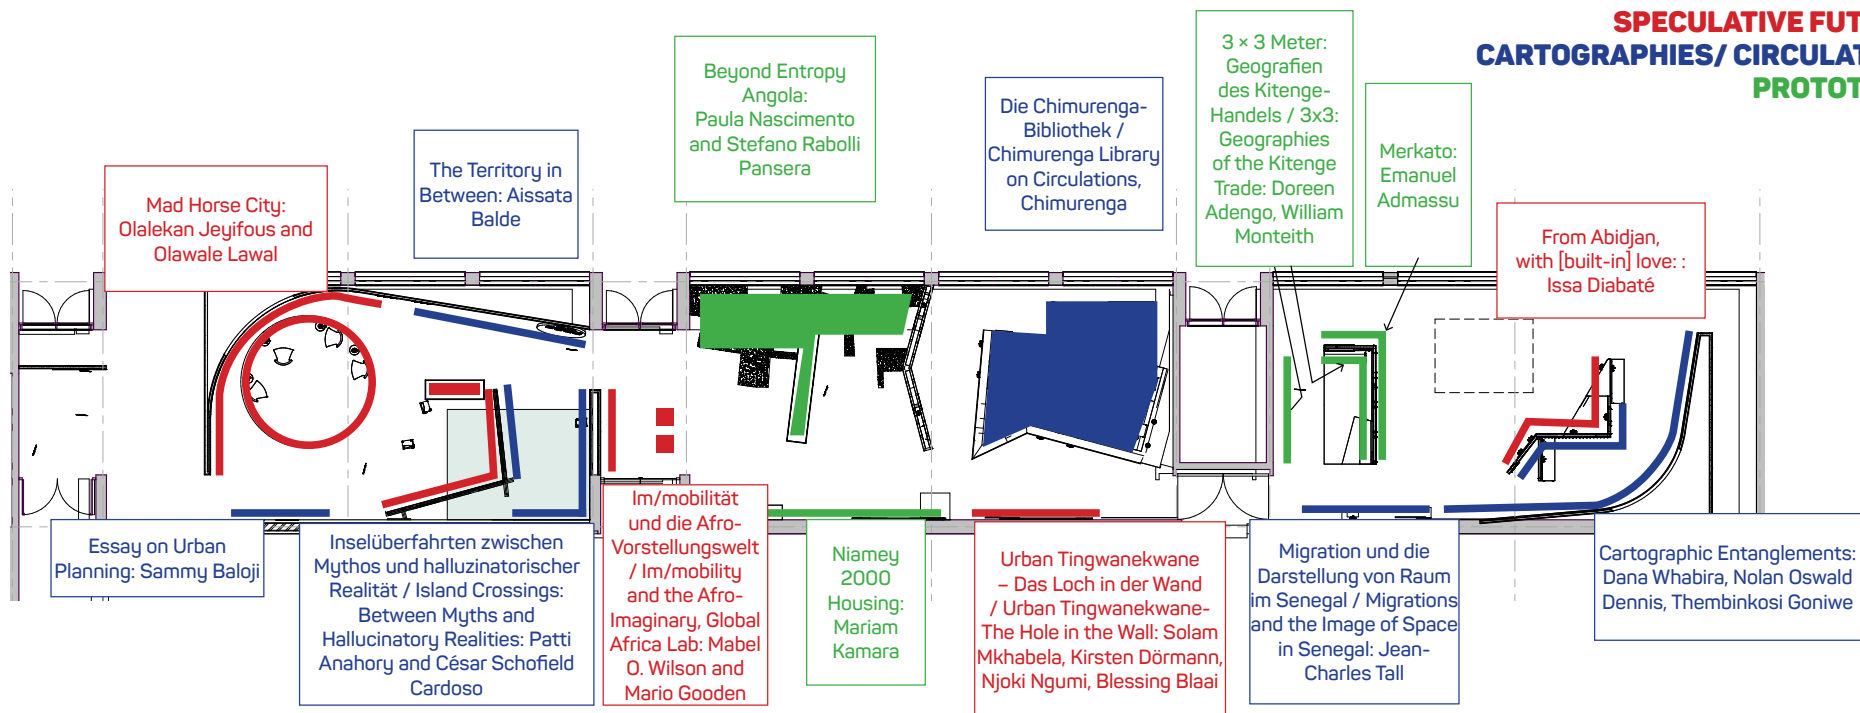 SPECULATIVE FUT
CARTOGRAPHIES/ CIRCULAT
PROTOT
Mad Horse City:
Olalekan Jeyifous and
Olawale Lawal
The Territory in
Between: Aissata
Balde
Beyond Entropy
Angola:
Paula Nascimento
and Stefano Rabolli
Pansera
Die Chimurenga-
Bibliothek /
Chimurenga Library
on Circulations,
Chimurenga
3 × 3 Meter:
Geografien
des Kitenge-
Handels / 3x3:
Geographies
of the Kitenge
Trade: Doreen
Adengo, William
Monteith
Merkato:
Emanuel
Admassu
From Abidjan,
with [built-in] love: :
Issa Diabaté
Essay on Urban
Planning: Sammy Baloji
Inselüberfahrten zwischen
Mythos und halluzinatorischer
Realität / Island Crossings:
Between Myths and
Hallucinatory Realities: Patti
Anahory and César Schofield
Cardoso
Im/mobilität
und die Afro-
Vorstellungswelt
/ Im/mobility
and the Afro-
Imaginary, Global
Africa Lab: Mabel
O. Wilson and
Mario Gooden
Niamey
2000
Housing:
Mariam
Kamara
Urban Tingwanekwane
– Das Loch in der Wand
/ Urban Tingwanekwane-
The Hole in the Wall: Solam
Mkhabela, Kirsten Dörmann,
Njoki Ngumi, Blessing Blaai
Migration und die
Darstellung von Raum
im Senegal / Migrations
and the Image of Space
in Senegal: Jean-
Charles Tall
Cartographic Entanglements:
Dana Whabira, Nolan Oswald
Dennis, Thembinkosi Goniwe